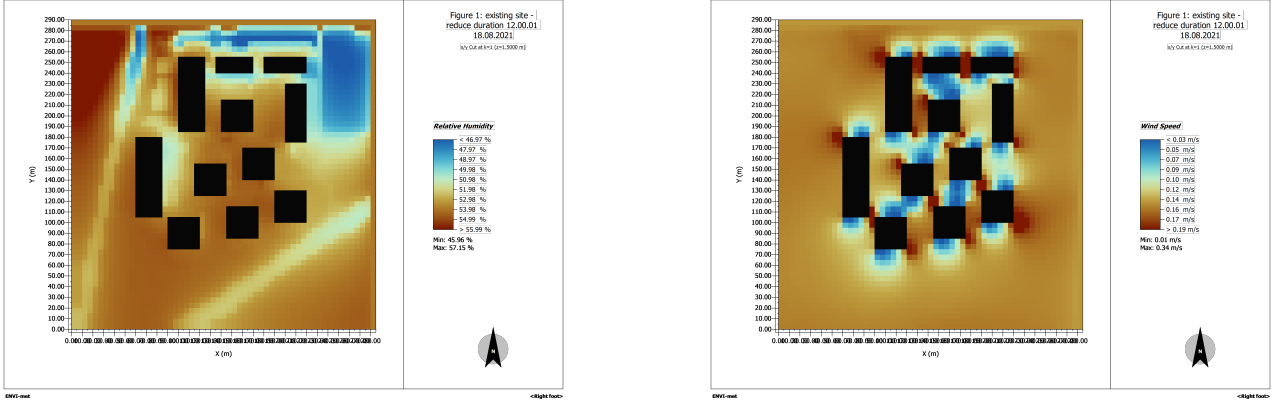 Figure 1: existing site -
reduce duration 12.00.01
18.08.2021
x/y Cut at k=1 (z=1.5000 m)
290.00
280.00
270.00
260.00
250.00
240.00
230.00
220.00
210.00
200.00
190.00
180.00
170.00
160.00
150.00
140.00
130.00
120.00
110.00
100.00
90.00
80.00
70.00
60.00
50.00
40.00
30.00
20.00
10.00
0.00
Y (m)
X (m)
Relative Humidity
< 46.97 %
47.97 %
48.97 %
49.98 %
50.98 %
51.98 %
52.98 %
53.98 %
54.99 %
> 55.99 %
Min: 45.96 %
Max: 57.15 %
N
ENVI-met
<Right foot>
Figure 1: existing site -
reduce duration 12.00.01
18.08.2021
x/y Cut at k=1 (z=1.5000 m)
290.00
280.00
270.00
260.00
250.00
240.00
230.00
220.00
210.00
200.00
190.00
180.00
170.00
160.00
150.00
140.00
130.00
120.00
110.00
100.00
90.00
80.00
70.00
60.00
50.00
40.00
30.00
20.00
10.00
0.00
Y (m)
X (m)
Wind Speed
< 0.03 m/s
0.05 m/s
0.07 m/s
0.09 m/s
0.10 m/s
0.12 m/s
0.14 m/s
0.16 m/s
0.17 m/s
> 0.19 m/s
Min: 0.01 m/s
Max: 0.34 m/s
N
ENVI-met
<Right foot>